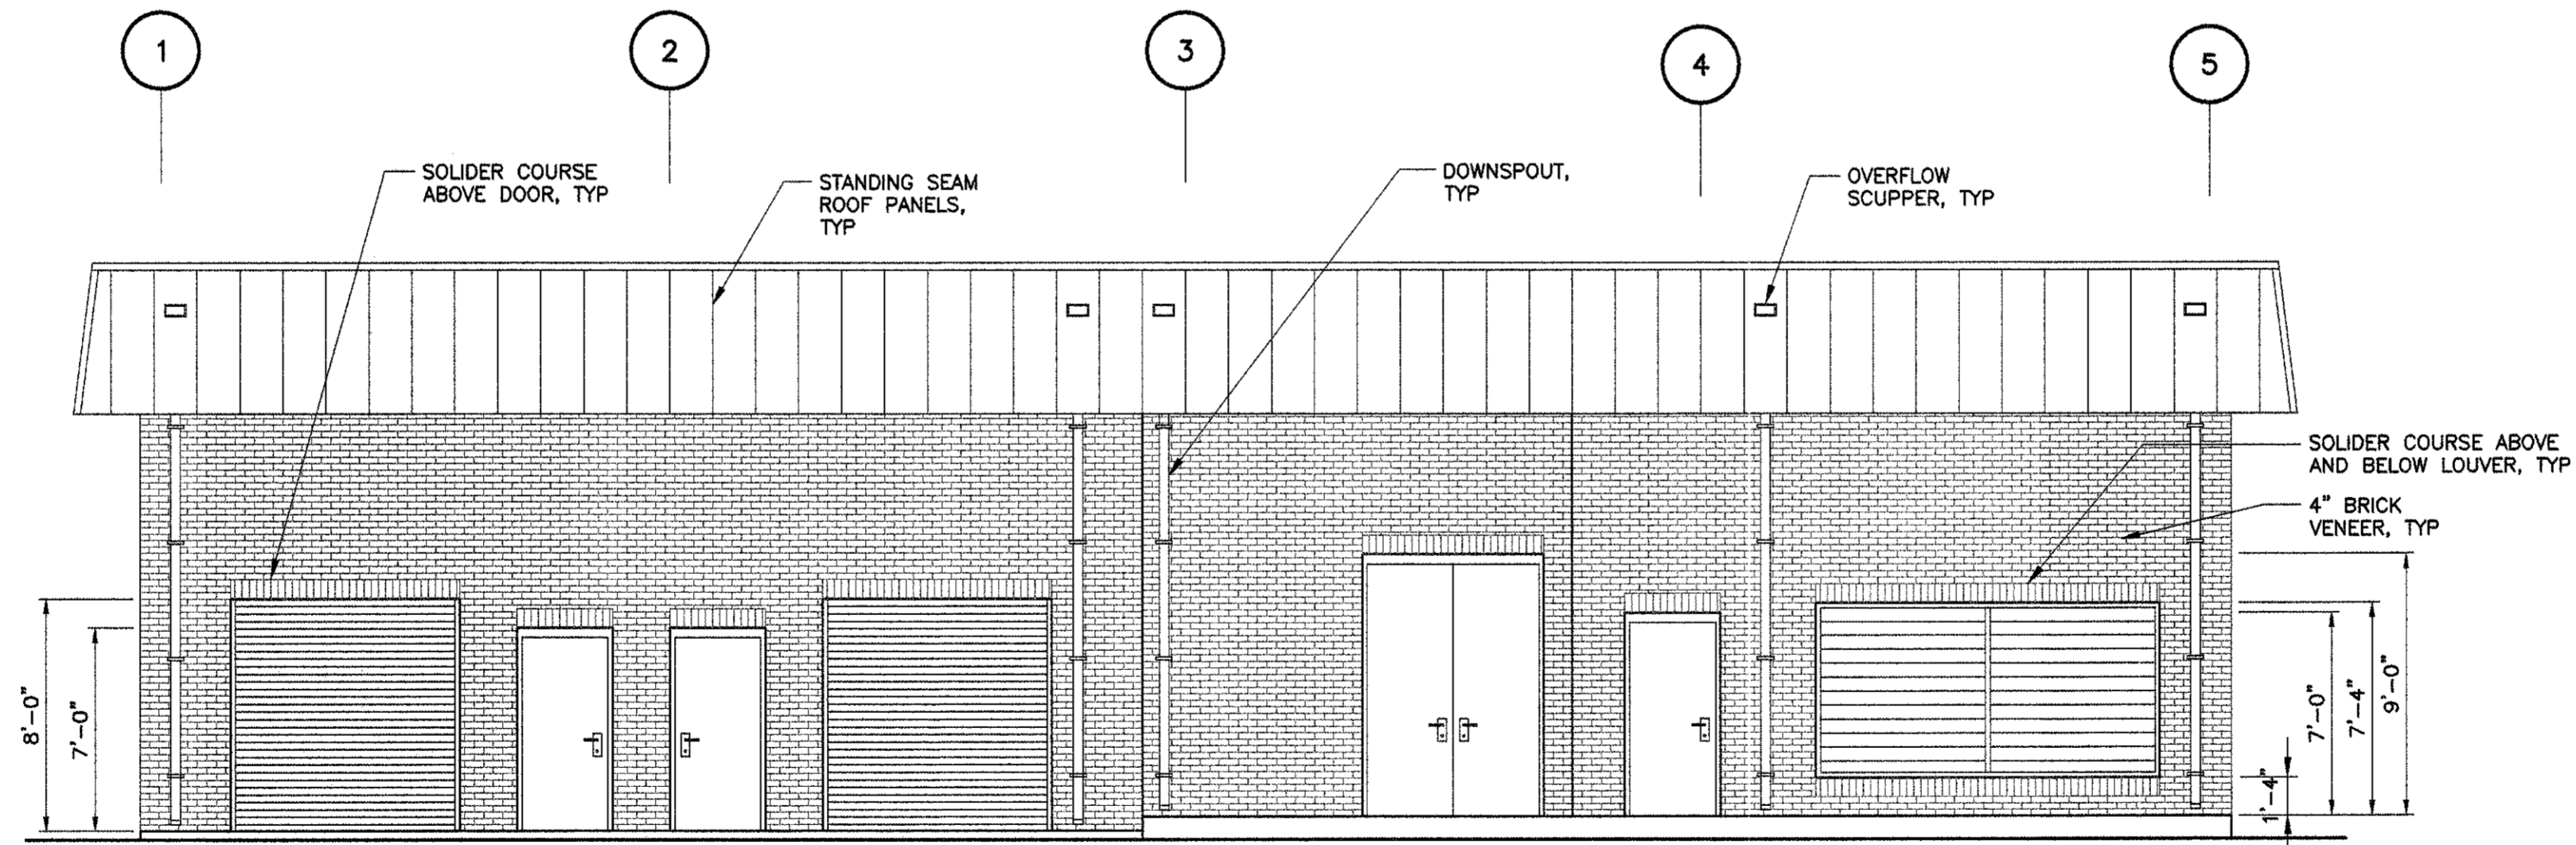 1
2
3
4
5
SOLIDER COURSE
ABOVE DOOR, TYP
STANDING SEAM
ROOF PANELS,
TYP
DOWNSPOUT,
TYP
OVERFLOW
SCUPPER, TYP
SOLIDER COURSE ABOVE
AND BELOW LOUVER, TYP
4" BRICK
VENEER, TYP
8'-0"
7'-0"
7'-0"
7'-4"
9'-0"
1'-4"